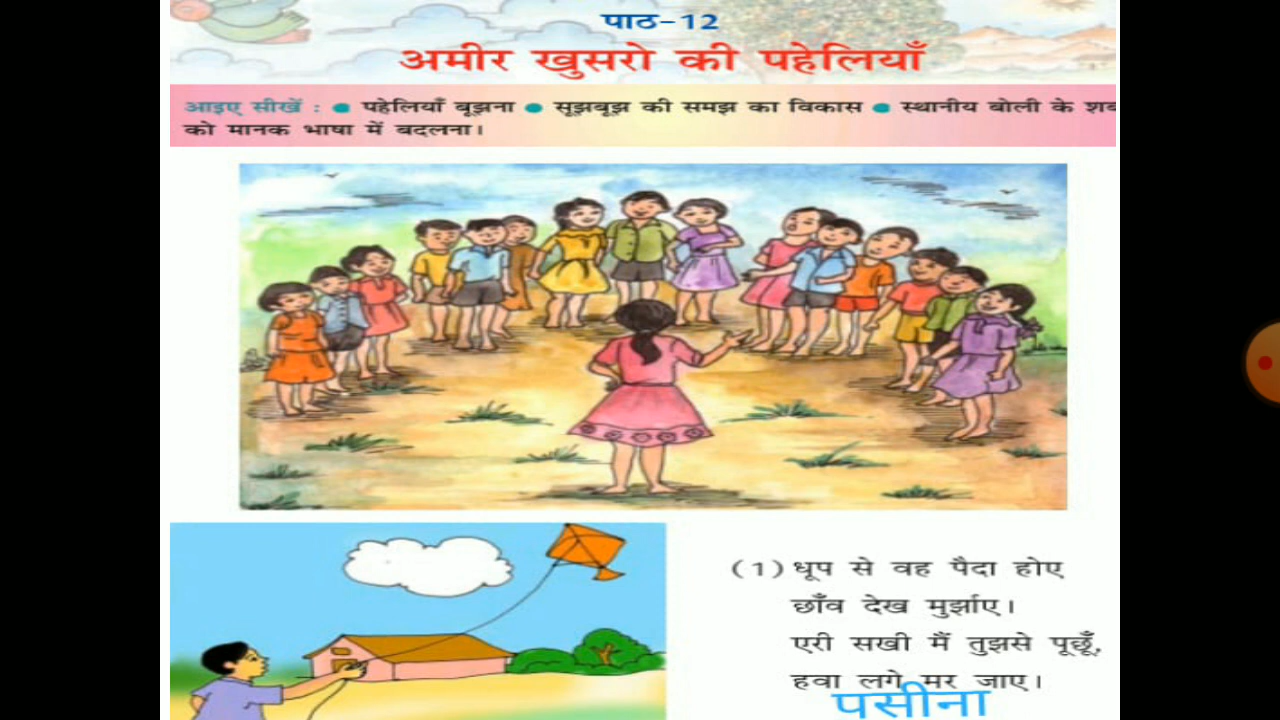 पाठ-12
अमीर खुसरो की पहेलियाँ
आइए सीखें : ● पहेलियाँ बूझना ● सूझबूझ की समझ का विकास ● स्थानीय बोली के
को मानक भाषा में बदलना।
(1) धूप से वह पैदा होए
छाँव देख मुर्झाए।
एरी सखी मैं तुझसे पूछूँ,
हवा लगे मर जाए।
पसीना